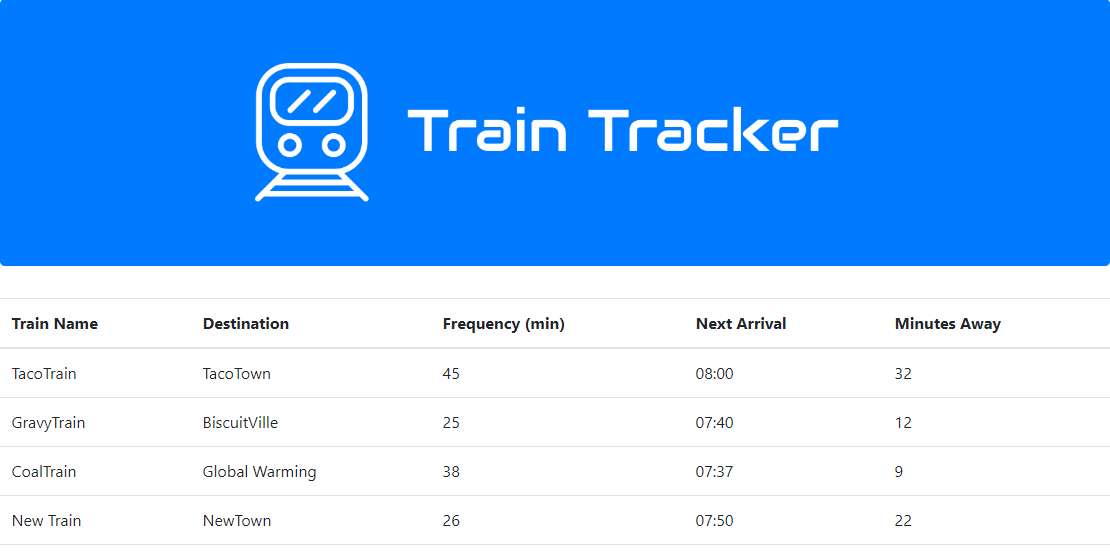 Train Tracker
Train Name Destination Frequency (min) Next Arrival Minutes Away
TacoTrain TacoTown 45 08:00 32
GravyTrain BiscuitVille 25 07:40 12
CoalTrain Global Warming 38 07:37 9
New Train NewTown 26 07:50 22